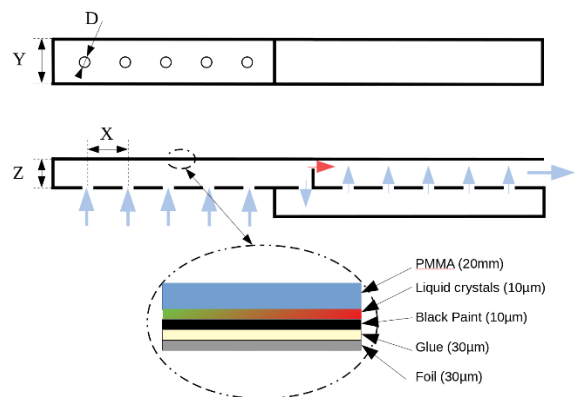 D
Y
X
Z
PMMA (20mm)
Liquid crystals (10µm)
Black Paint (10µm)
Glue (30µm)
Foil (30µm)